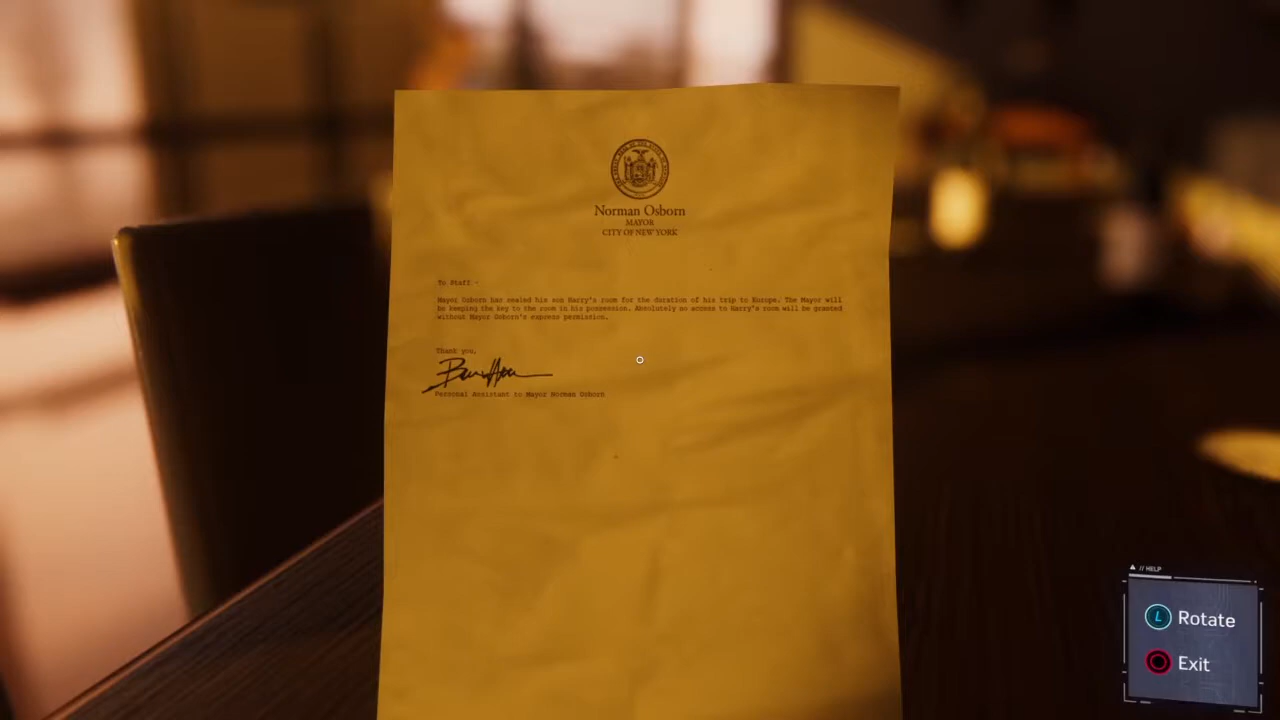 Norman Osborn
MAYOR
CITY OF NEW YORK
To Staff -
Mayor Osborn has sealed his son Harry's room for the duration of his trip to Europe. The Mayor will
be keeping the key to the room in his possession. Absolutely no access to Harry's room will be granted
without Mayor Osborn's express permission.
Thank you,
Personal Assistant to Mayor Norman Osborn
// HELP
L Rotate
Exit